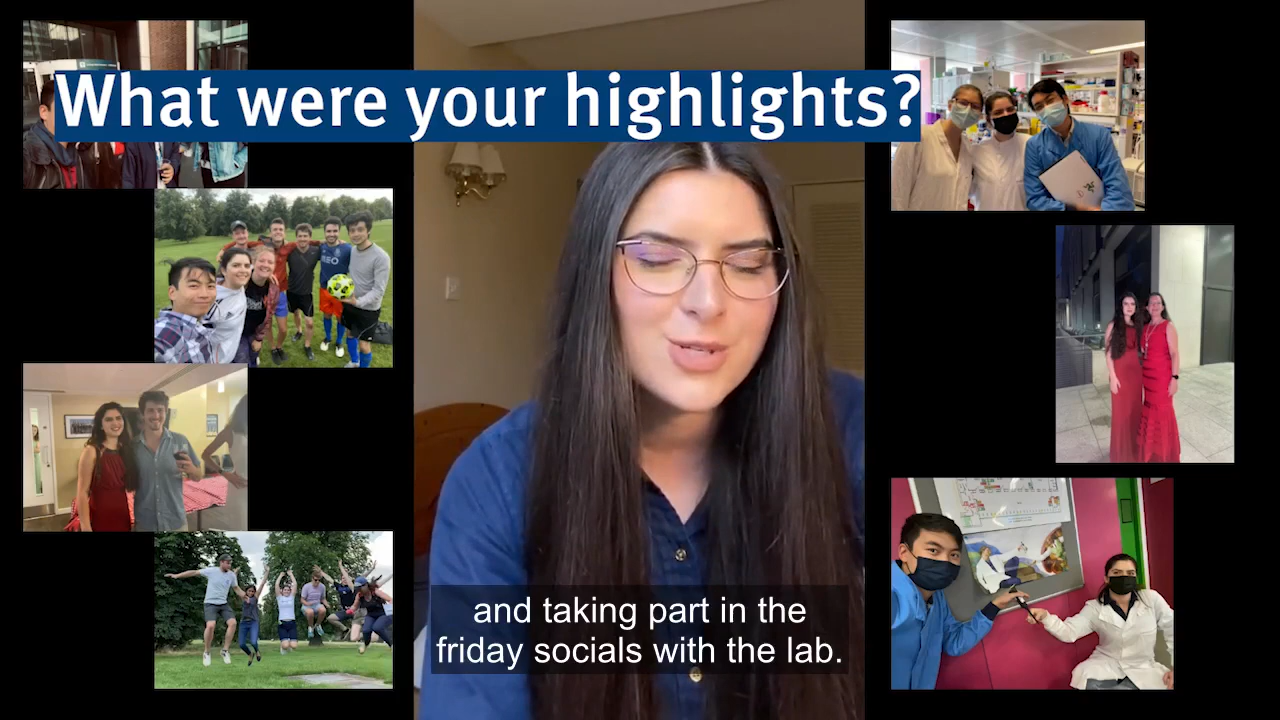 What were your highlights?
and taking part in the
friday socials with the lab.